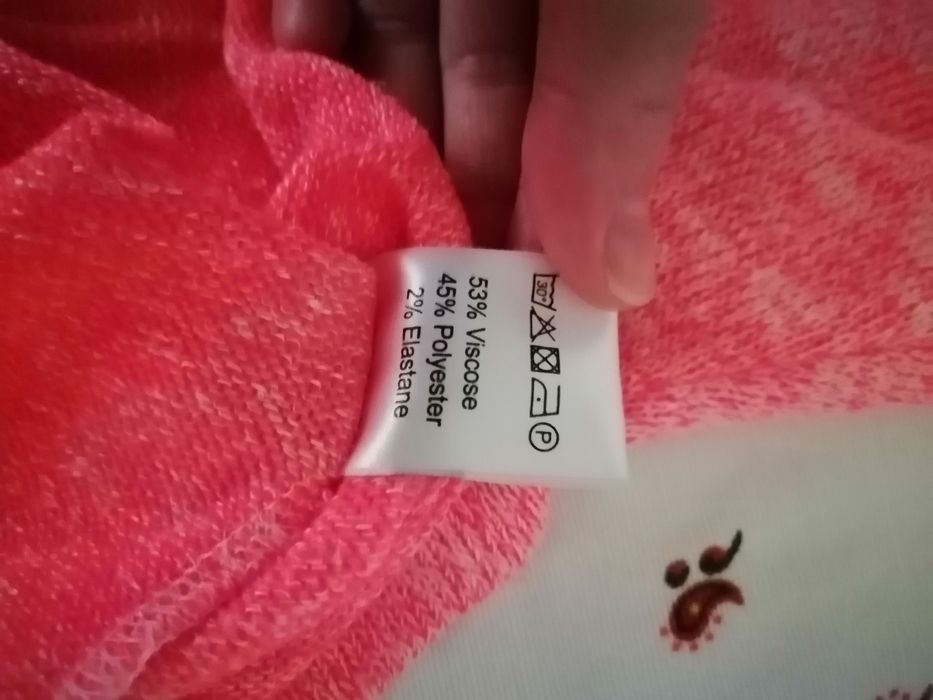 30°
P
53% Viscose
45% Polyester
2% Elastane